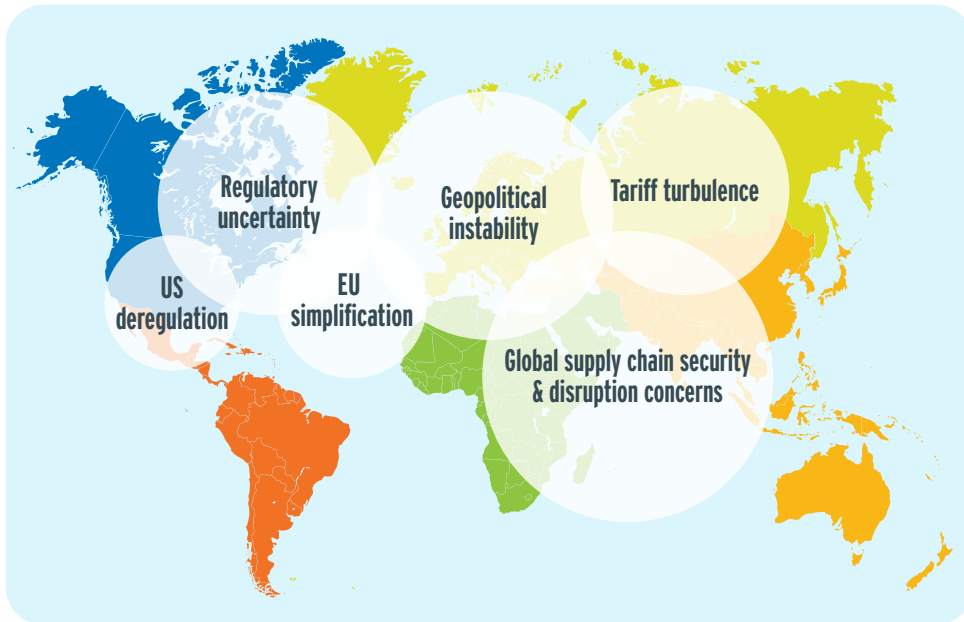 Regulatory
uncertainty
Geopolitical
instability
Tariff turbulence
US
deregulation
EU
simplification
Global supply chain security
& disruption concerns